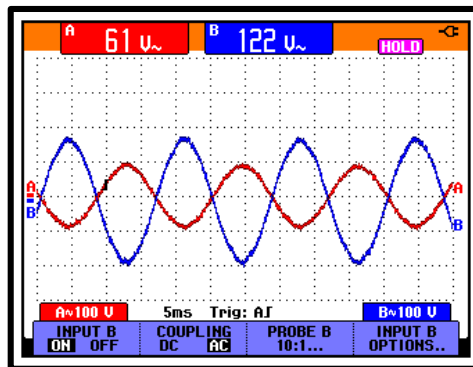 A 61 V~ B 122 V~
HOLD
A A
B B
A~100 V 5ms Trig: A⎍ B~100 V
INPUT B COUPLING PROBE B INPUT B
ON OFF DC AC 10:1... OPTIONS..